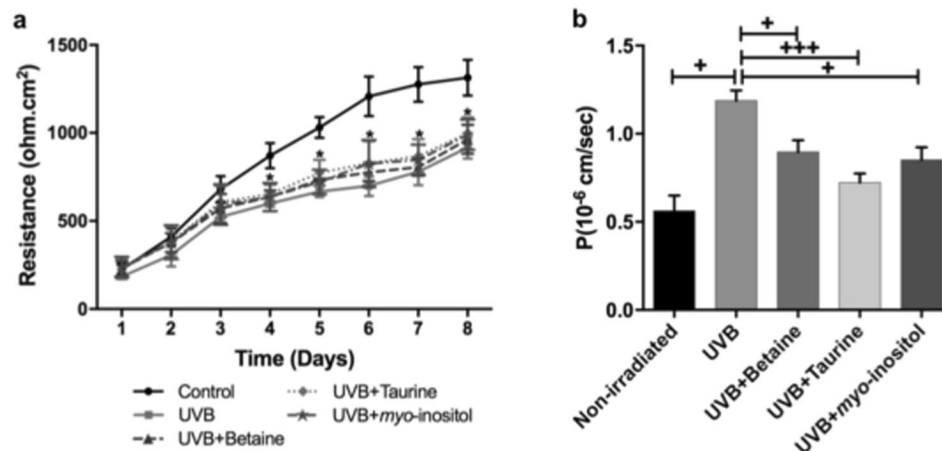 a
Resistance (ohm.cm²)
1500
1000
500
0
1 2 3 4 5 6 7 8
Time (Days)
Control
UVB
UVB+Betaine
UVB+Taurine
UVB+myo-inositol
b
P(10⁻⁶ cm/sec)
1.5
1.0
0.5
0.0
+
+++
+
+
Non-irradiated
UVB
UVB+Betaine
UVB+Taurine
UVB+myo-inositol